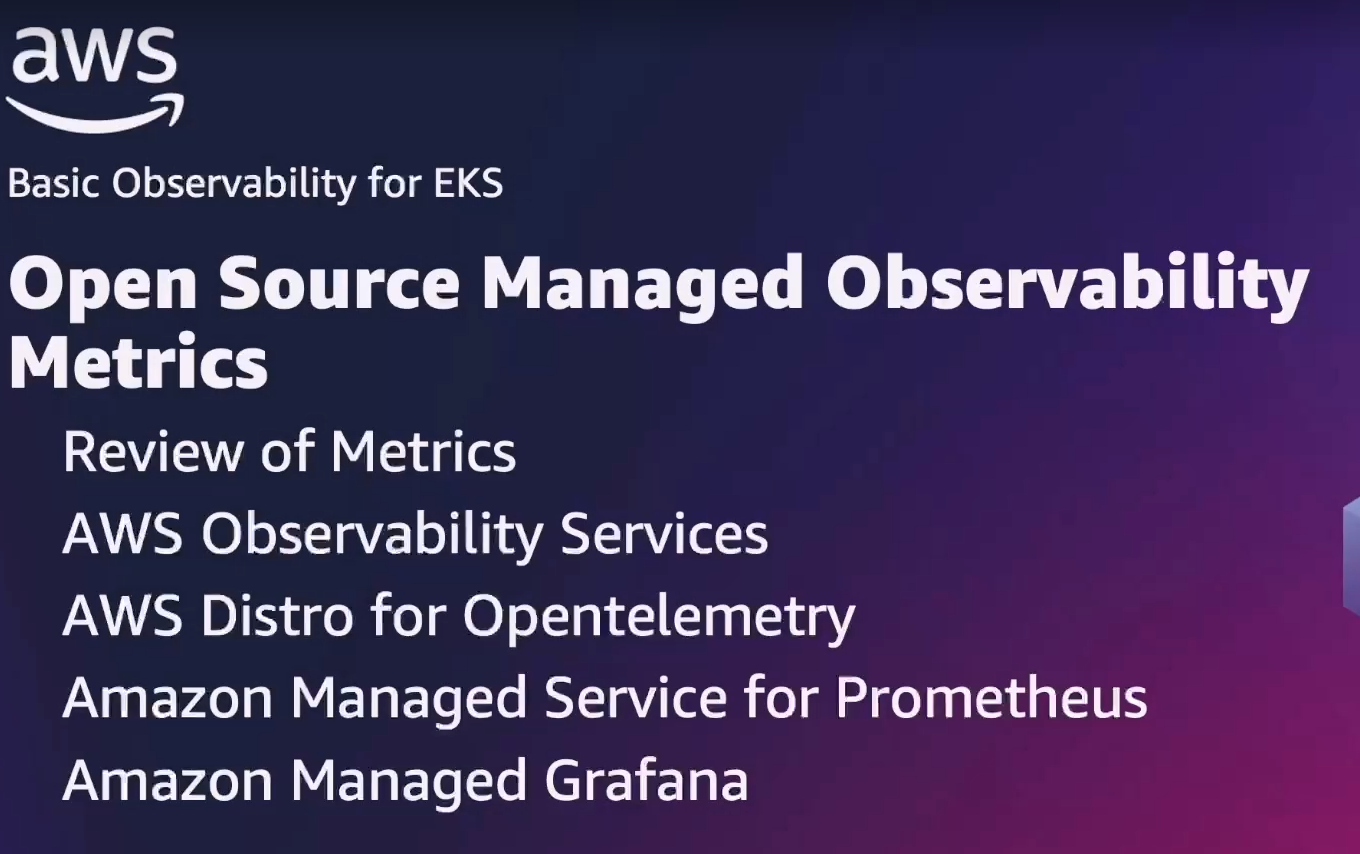 aws
Basic Observability for EKS
Open Source Managed Observability
Metrics
Review of Metrics
AWS Observability Services
AWS Distro for Opentelemetry
Amazon Managed Service for Prometheus
Amazon Managed Grafana